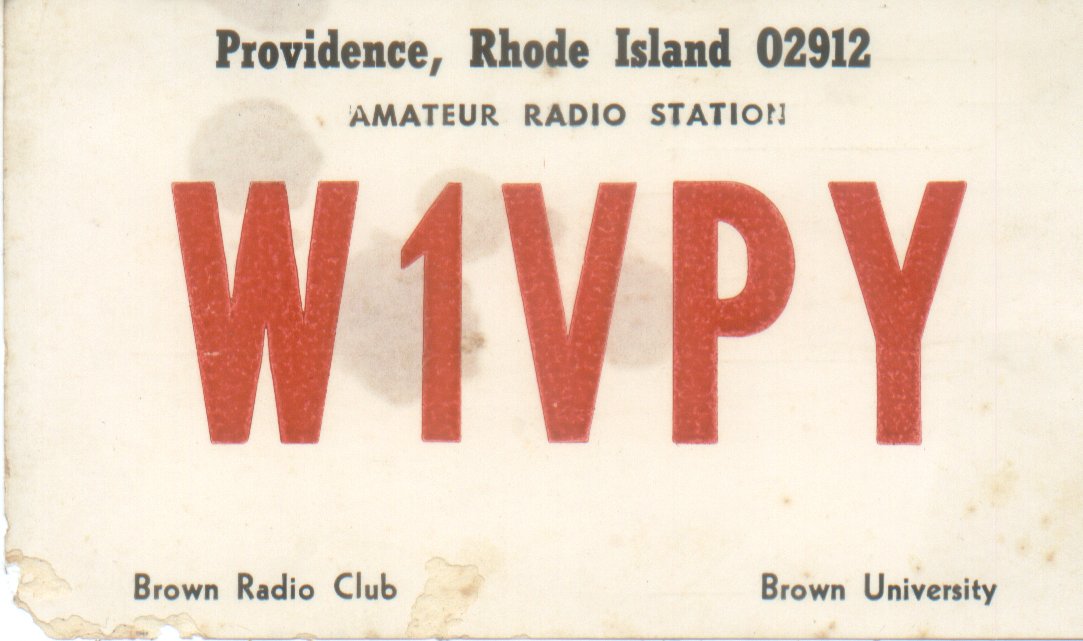 Providence, Rhode Island 02912
AMATEUR RADIO STATION
W1VPY
Brown Radio Club Brown University